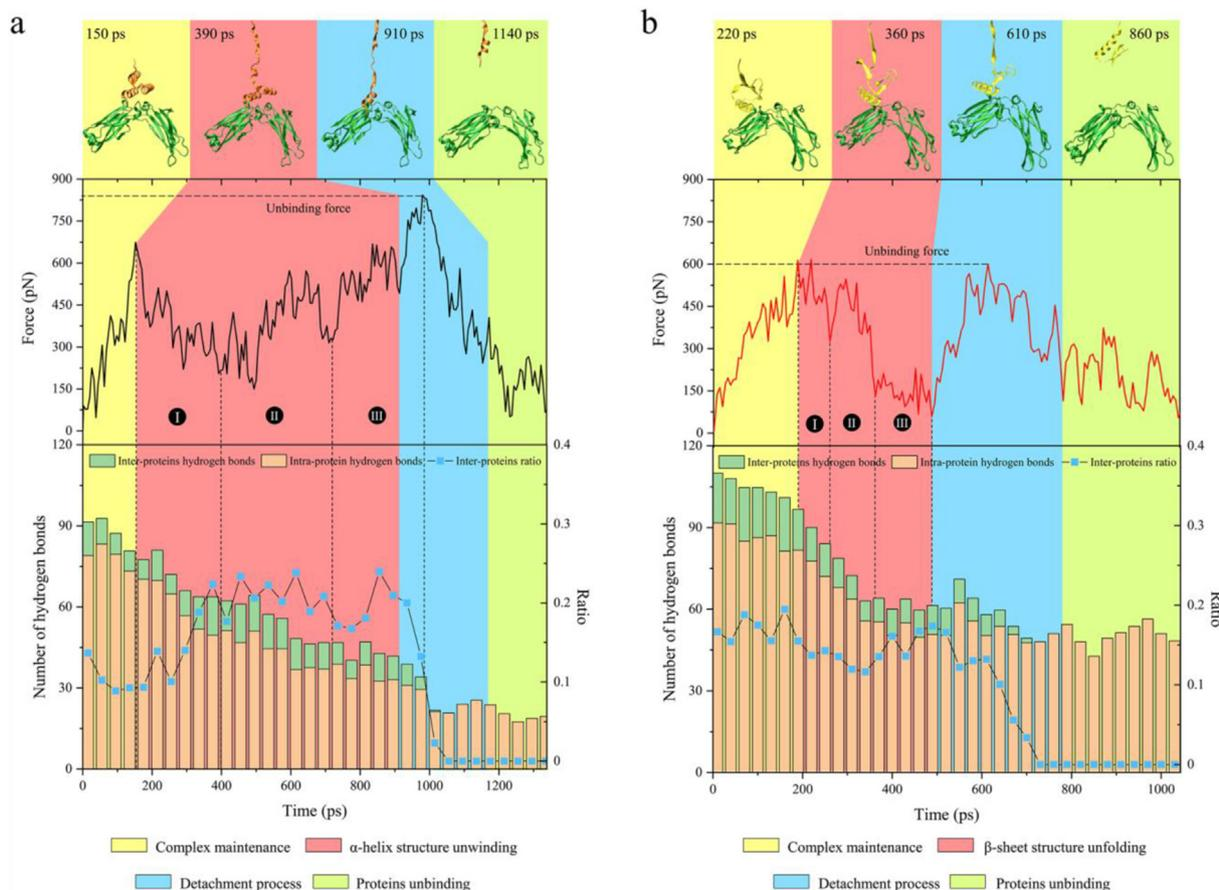 a
150 ps
390 ps
910 ps
1140 ps
900
750
600
450
300
150
0
Force (pN)
Unbinding force
I
II
III
120
90
60
30
0
Number of hydrogen bonds
Inter-proteins hydrogen bonds
Intra-protein hydrogen bonds
Inter-proteins ratio
0.4
0.3
0.2
0.1
0
Ratio
0
200
400
600
800
1000
1200
Time (ps)
Complex maintenance
α-helix structure unwinding
Detachment process
Proteins unbinding
b
220 ps
360 ps
610 ps
860 ps
900
750
600
450
300
150
0
Force (pN)
Unbinding force
I
II
III
120
90
60
30
0
Number of hydrogen bonds
Inter-proteins hydrogen bonds
Intra-protein hydrogen bonds
Inter-proteins ratio
0.4
0.3
0.2
0.1
0
Ratio
0
200
400
600
800
1000
Time (ps)
Complex maintenance
β-sheet structure unfolding
Detachment process
Proteins unbinding